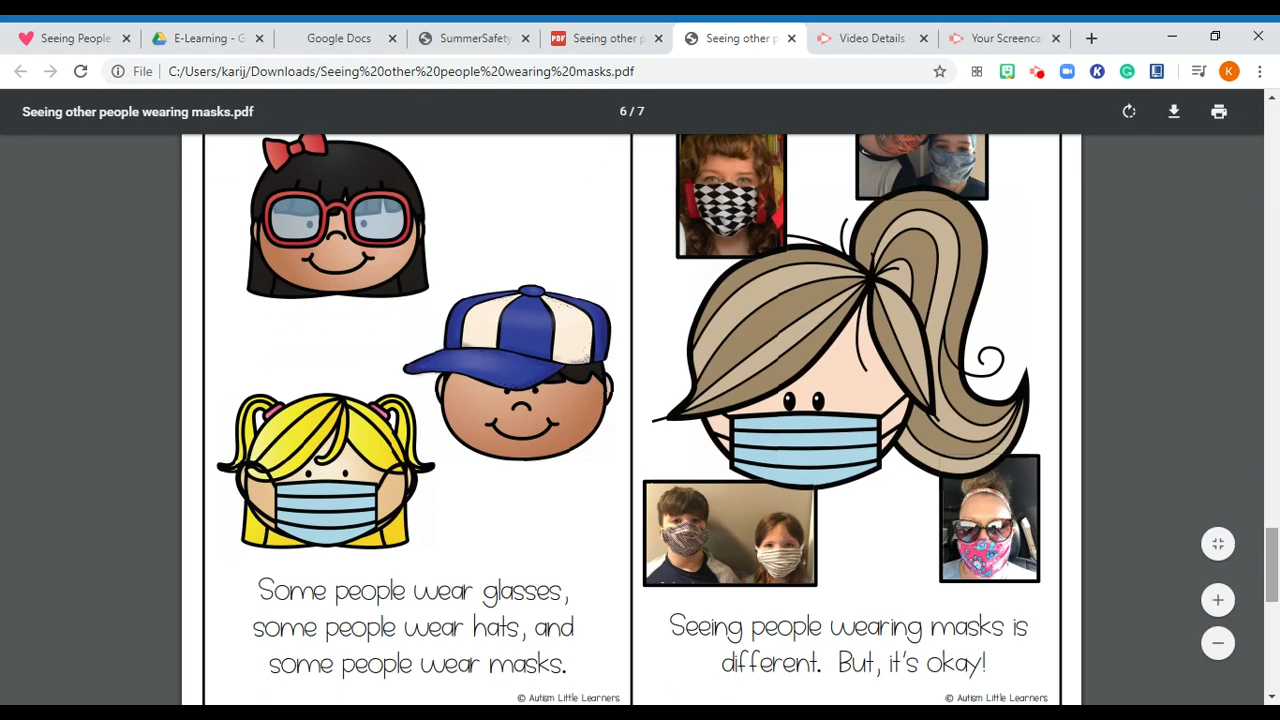 Seeing People
E-Learning - G
Google Docs
SummerSafety
PDF
Seeing other p
Seeing other p
Video Details
Your Screenca
File
C:/Users/karij/Downloads/Seeing%20other%20people%20wearing%20masks.pdf
K
K
Seeing other people wearing masks.pdf
6 / 7
Some people wear glasses,
some people wear hats, and
some people wear masks.
© Autism Little Learners
Seeing people wearing masks is
different. But, it's okay!
© Autism Little Learners